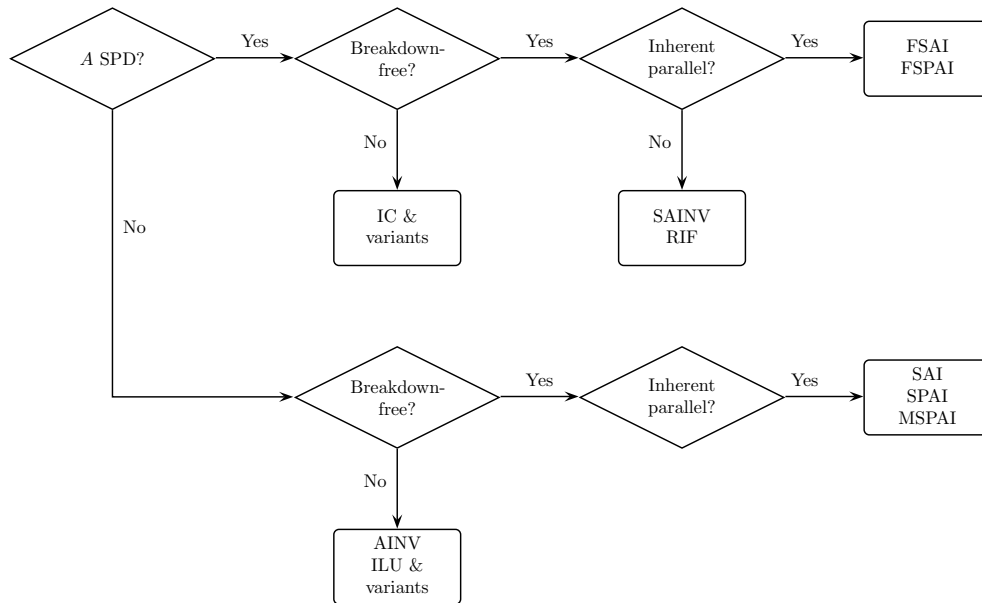 A SPD?
Yes
Breakdown-
free?
Yes
Inherent
parallel?
Yes
FSAI
FSPAI
No
No
IC &
variants
SAINV
RIF
No
Breakdown-
free?
Yes
Inherent
parallel?
Yes
SAI
SPAI
MSPAI
No
AINV
ILU &
variants